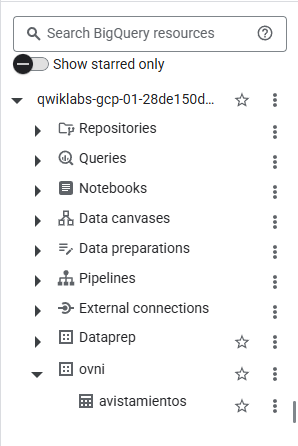 Search BigQuery resources
Show starred only
qwiklabs-gcp-01-28de150d...
Repositories
Queries
Notebooks
Data canvases
Data preparations
Pipelines
External connections
Dataprep
ovni
avistamientos